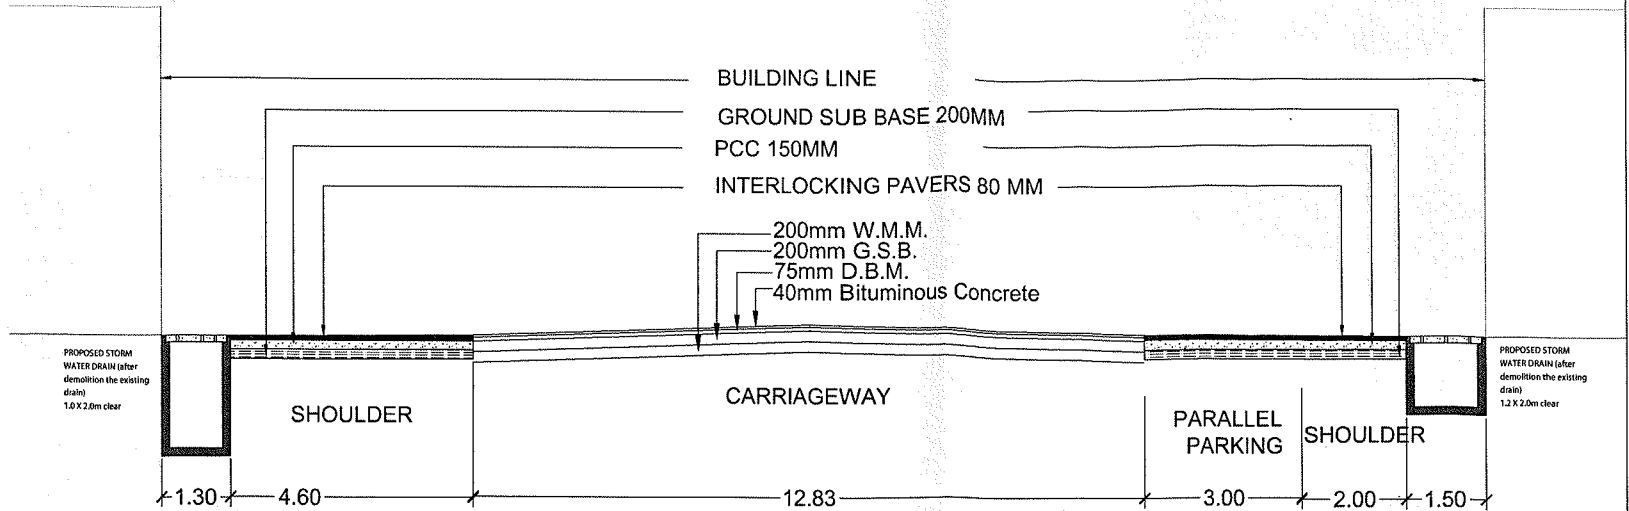 BUILDING LINE
GROUND SUB BASE 200MM
PCC 150MM
INTERLOCKING PAVERS 80 MM
200mm W.M.M.
200mm G.S.B.
75mm D.B.M.
40mm Bituminous Concrete
PROPOSED STORM
WATER DRAIN (after
demolition the existing
drain)
1.0 X 2.0m clear
PROPOSED STORM
WATER DRAIN (after
demolition the existing
drain)
1.2 X 2.0m clear
SHOULDER
CARRIAGEWAY
PARALLEL
PARKING
SHOULDER
1.30
4.60
12.83
3.00
2.00
1.50